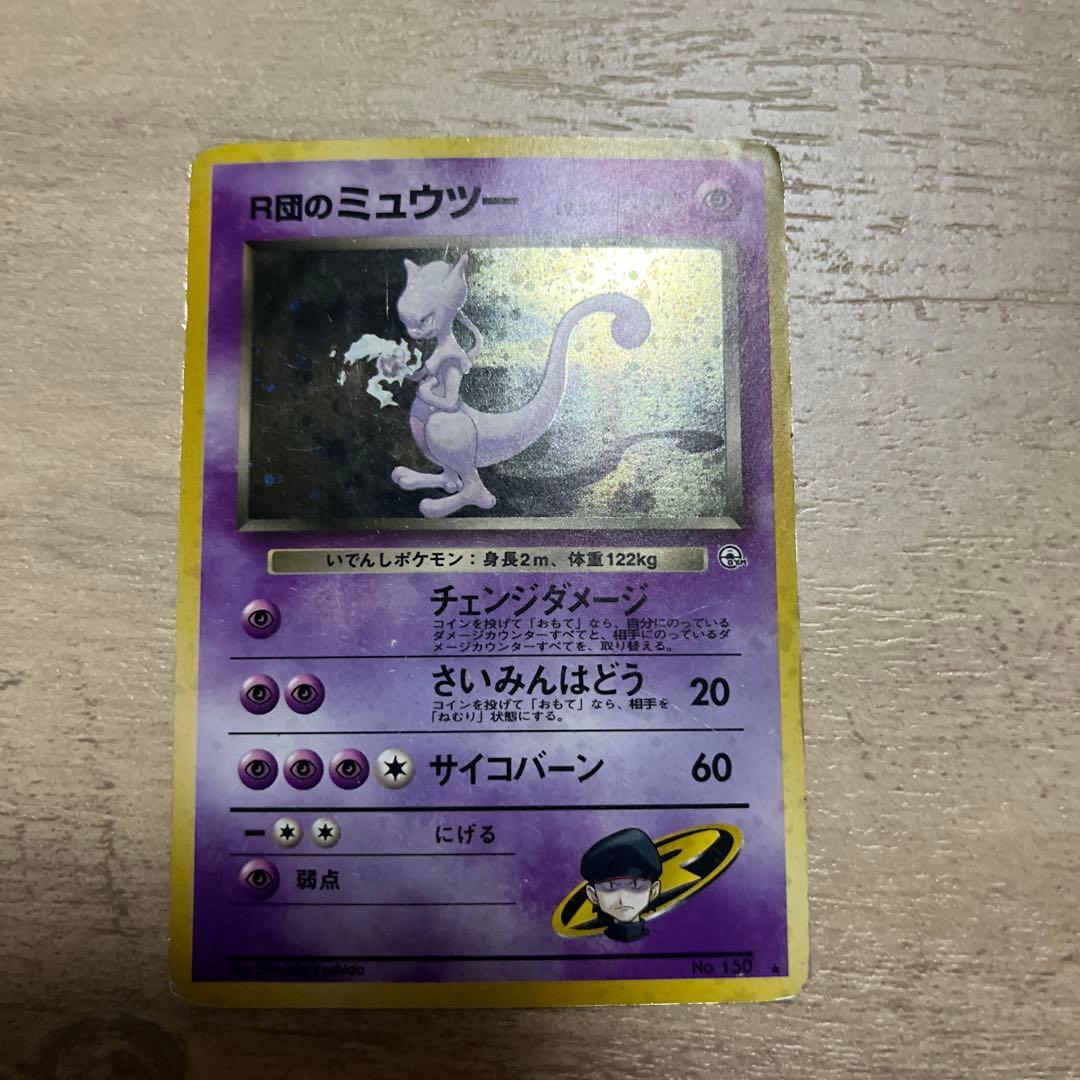 R団のミュウツー
いでんしポケモン：身長2m、体重122kg
GYM
チェンジダメージ
コインを投げて「おもて」なら、自分にのっている
ダメージカウンターすべてと、相手にのっているダ
メージカウンターすべてを、取り替える。
さいみんはどう 20
コインを投げて「おもて」なら、相手を
「ねむり」状態にする。
サイコバーン 60
にげる
弱点
Illus. Shin-ichi Yoshida No. 150 ★